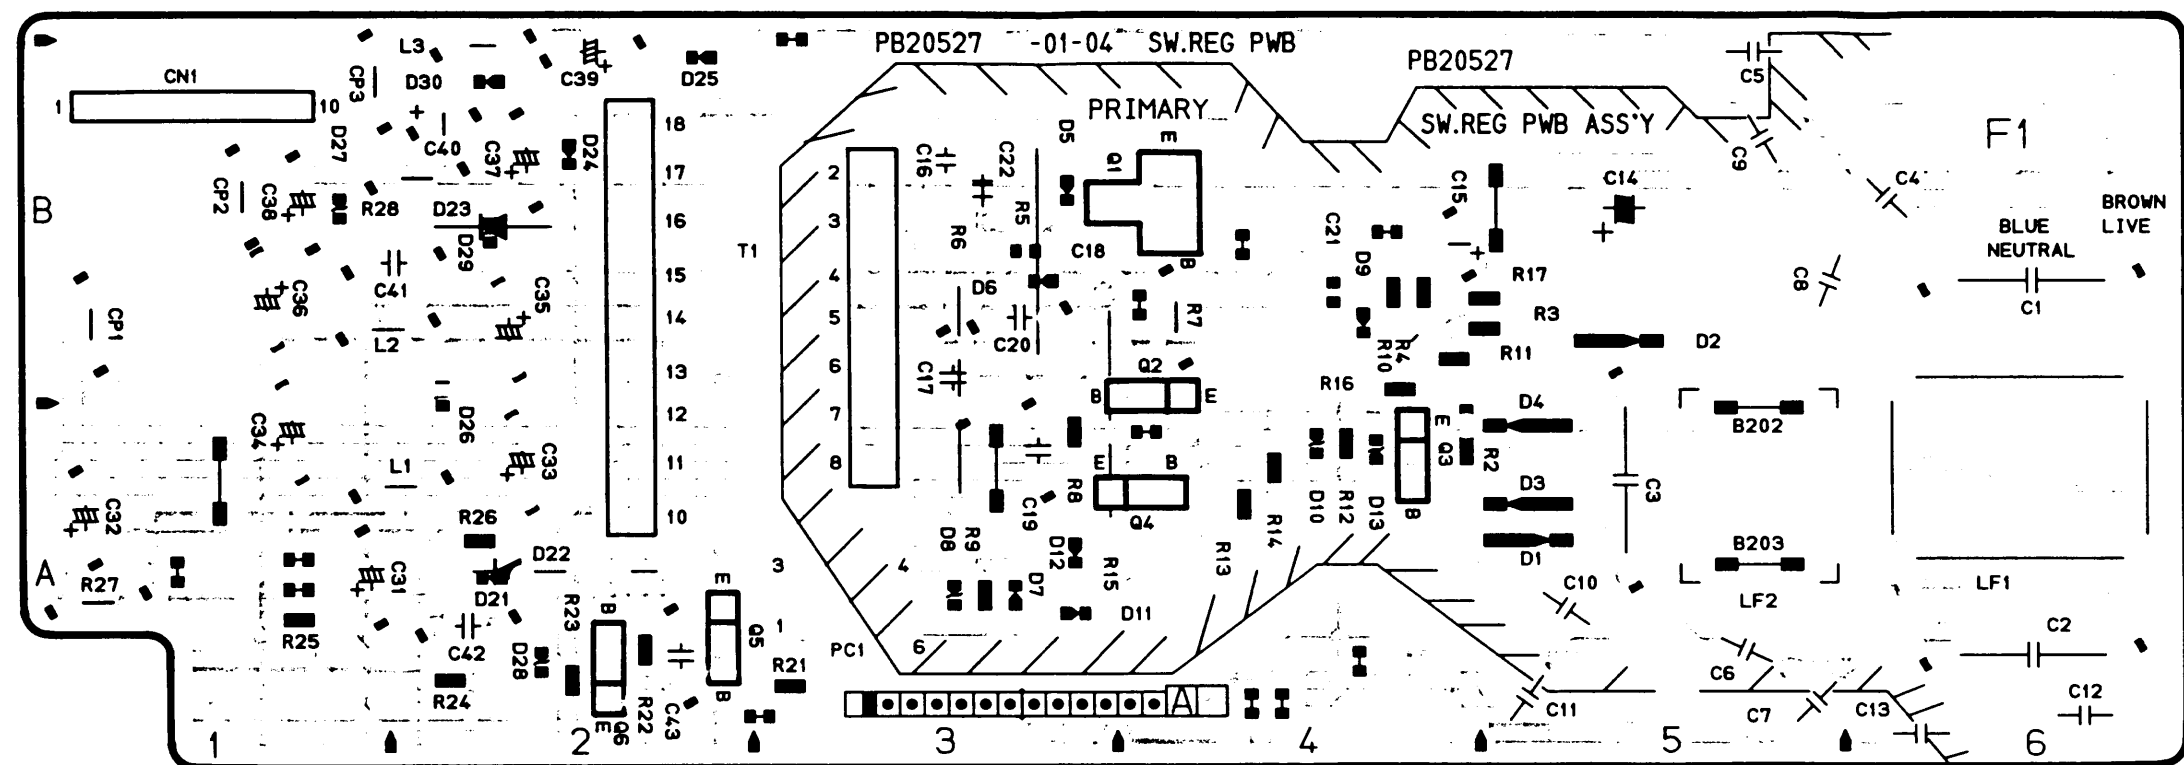 PB20527 -01-04 SW.REG PWB
PB20527
SW.REG PWB ASS'Y
PRIMARY
F1
BROWN
LIVE
BLUE
NEUTRAL
L3
CP3
D30
C39
D25
C5
CN1
1
10
D27
C40
C37
D24
18
17
16
15
14
13
12
11
10
T1
2
3
4
5
6
7
8
C16
C22
D5
Q1
E
B
C9
C4
C15
C14
B
CP2
C38
R28
D23
D29
R6
R5
C18
C21
D9
R17
C8
C1
C41
C36
C35
D6
R7
R3
CP1
L2
C20
R10
R4
R11
D2
C17
Q2
B
E
R16
C34
D26
E
Q3
B
R2
D4
B202
L1
C33
E
B
R8
Q4
C19
D3
C3
C32
R26
D10
R12
D13
R14
R13
D1
B203
A
R27
C31
D22
D21
3
4
D8
R9
D12
D7
R15
D11
C10
LF2
LF1
R25
C42
R23
B
E
Q6
E
Q5
B
1
PC1
6
D28
R24
R22
C43
R21
A
C11
C6
C7
C13
C2
C12
1
2
3
4
5
6